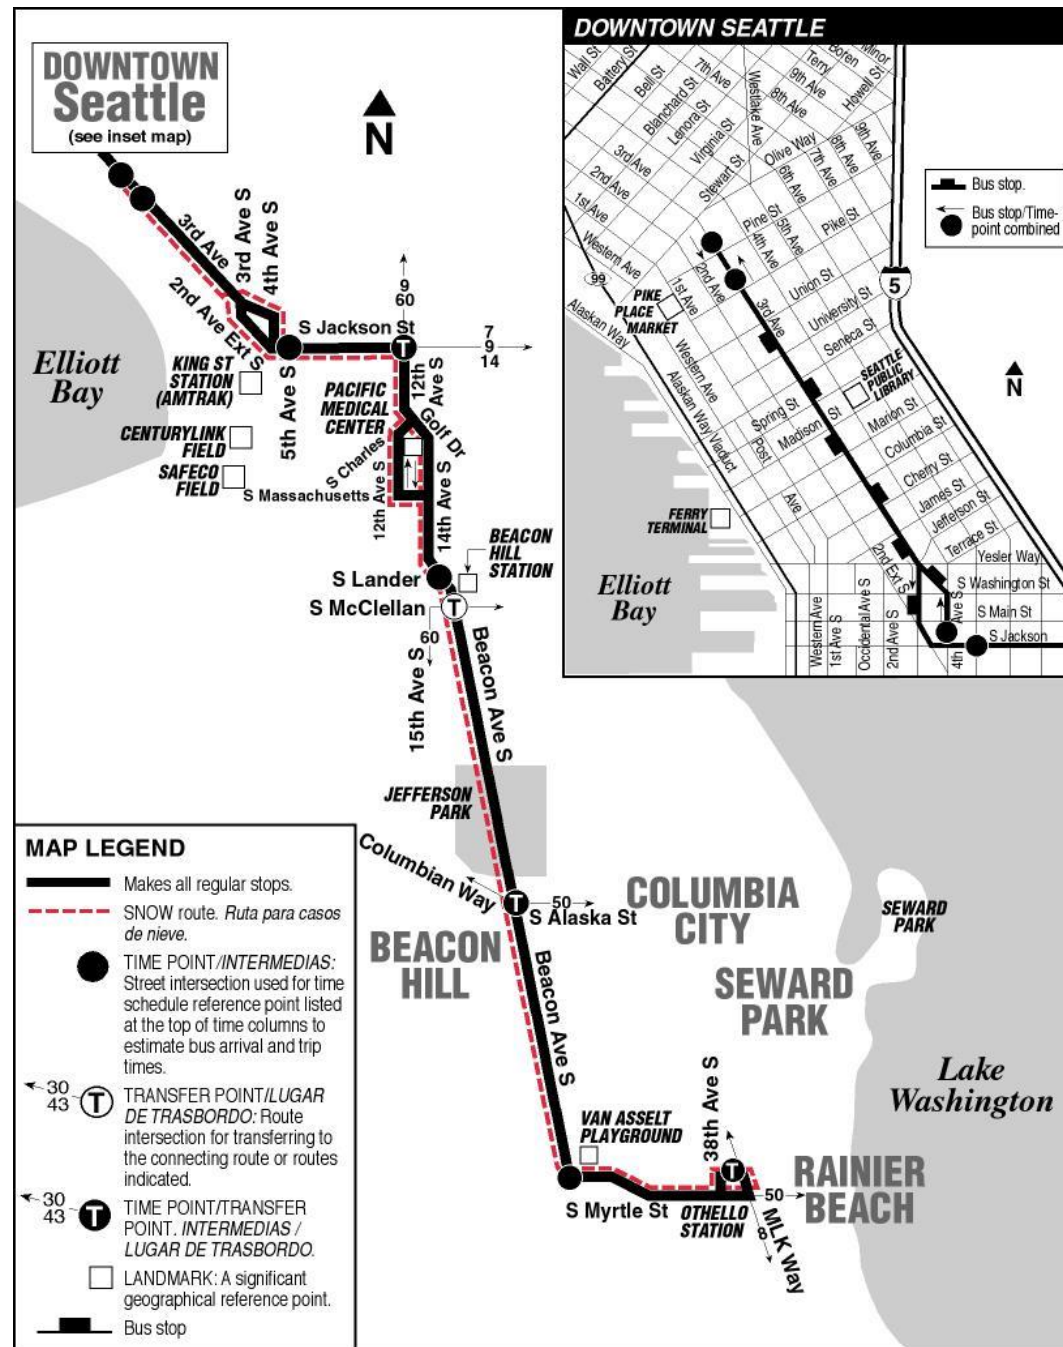 DOWNTOWN
Seattle
(see inset map)
N
3rd Ave
3rd Ave S
4th Ave S
2nd Ave Ext S
S Jackson St
9
60
7
9
14
Elliott
Bay
KING ST
STATION
(AMTRAK)
5th Ave S
12th
Ave S
PACIFIC
MEDICAL
CENTER
Golf Dr
CENTURYLINK
FIELD
SAFECO
FIELD
S Charles
S Massachusetts
12th Ave S
14th Ave S
BEACON
HILL
STATION
S Lander
S McClellan
60
15th Ave S
Beacon Ave S
JEFFERSON
PARK
Columbian Way
50
S Alaska St
COLUMBIA
CITY
BEACON
HILL
Beacon Ave S
SEWARD
PARK
SEWARD
PARK
Lake
Washington
VAN ASSELT
PLAYGROUND
38th Ave S
T
T
T
T
S Myrtle St
OTHELLO
STATION
50
8
MLK Way
RAINIER
BEACH
MAP LEGEND
Makes all regular stops.
SNOW route. Ruta para casos
de nieve.
TIME POINT/INTERMEDIAS:
Street intersection used for time
schedule reference point listed
at the top of time columns to
estimate bus arrival and trip
times.
30
43
T
TRANSFER POINT/LUGAR
DE TRASBORDO: Route
intersection for transferring to
the connecting route or routes
indicated.
30
43
T
TIME POINT/TRANSFER
POINT. INTERMEDIAS /
LUGAR DE TRASBORDO.
LANDMARK: A significant
geographical reference point.
Bus stop
DOWNTOWN SEATTLE
Wall St
Battery St
Bell St
Blanchard St
Lenora St
Virginia St
Stewart St
7th Ave
Westlake Ave
8th Ave
9th Ave
Terry
Boren
Minor
Howell St
3rd Ave
2nd Ave
1st Ave
Western Ave
Olive Way
6th Ave
7th Ave
8th Ave
9th Ave
Pine St
5th Ave
4th Ave
Pike St
99
Alaskan Way
1st Ave
2nd Ave
3rd Ave
PIKE
PLACE
MARKET
Union St
University St
Seneca St
5
SEATTLE
PUBLIC
LIBRARY
Western Ave
Alaskan Way Viaduct
Post
Ave
Spring St
Madison St
Marion St
Columbia St
Cherry St
James St
Jefferson St
Terrace St
Yesler Way
FERRY
TERMINAL
Elliott
Bay
2nd Ext S
S Washington St
S Main St
S Jackson
Western Ave
1st Ave S
Occidental Ave S
2nd Ave S
4th
Ave S
Bus stop.
Bus stop/Time-
point combined
N